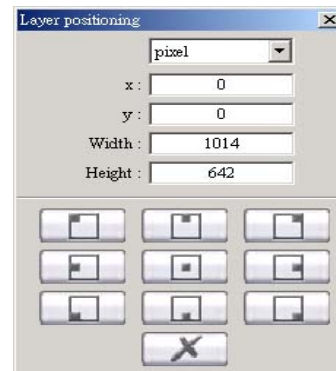 Layer positioning
pixel
x : 0
y : 0
Width : 1014
Height : 642